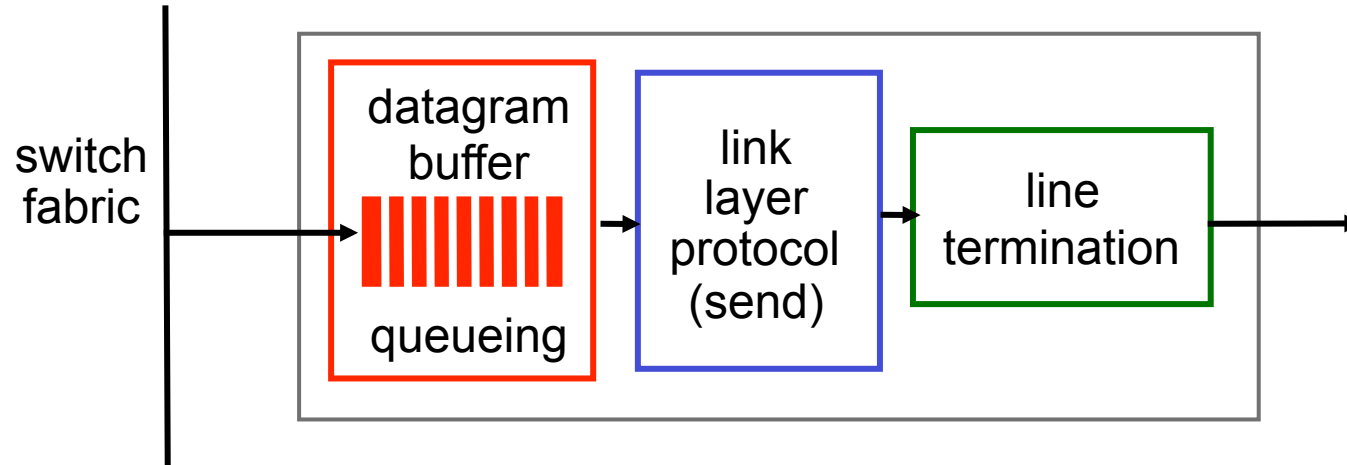 switch
fabric
datagram
buffer
queueing
link
layer
protocol
(send)
line
termination